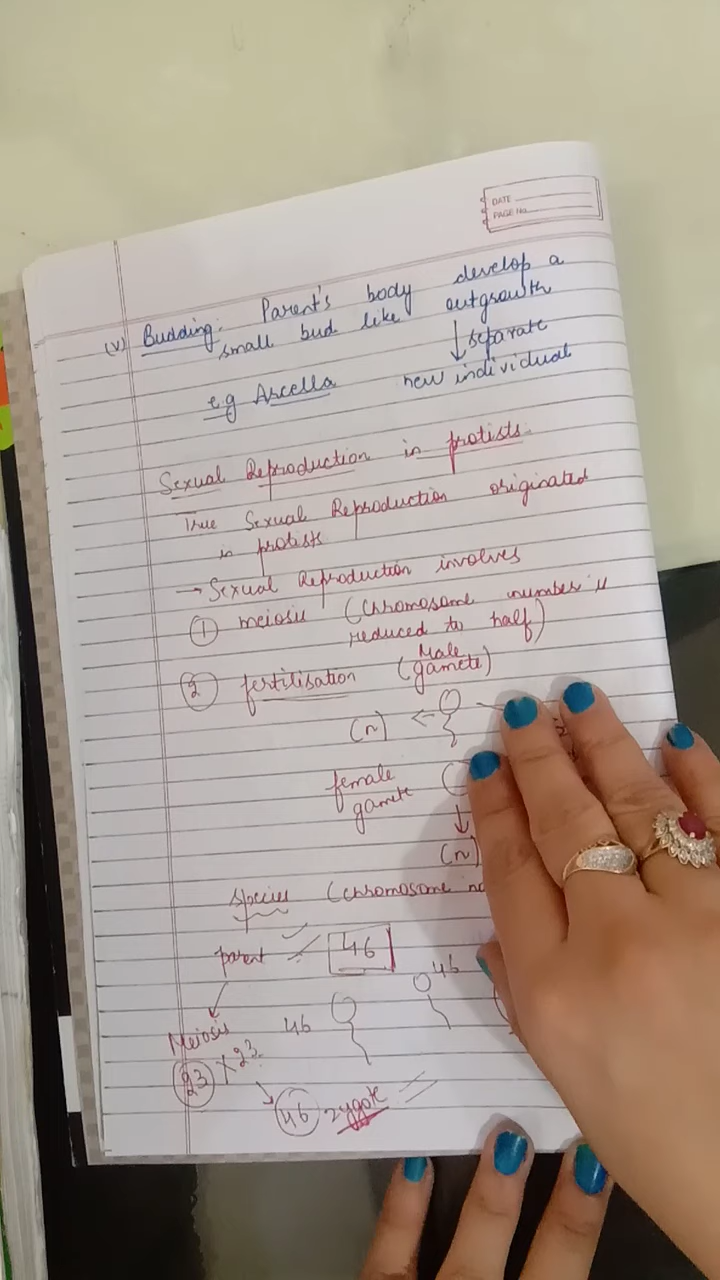 DATE
PAGE No.
(v) Budding: Parent's body develop a
small bud like outgrowth
↓ separate
e.g Arcella new individual
Sexual Reproduction in protists.
True Sexual Reproduction originated
in protists
→ Sexual Reproduction involves
① meiosis (Chromosome number is
reduced to half)
② fertilisation (Male
gamete)
(n) ←
female
gamete
↓
(n)
species (Chromosome no
parent 46
46
Meiosis 46
23 × 23
46 zygote